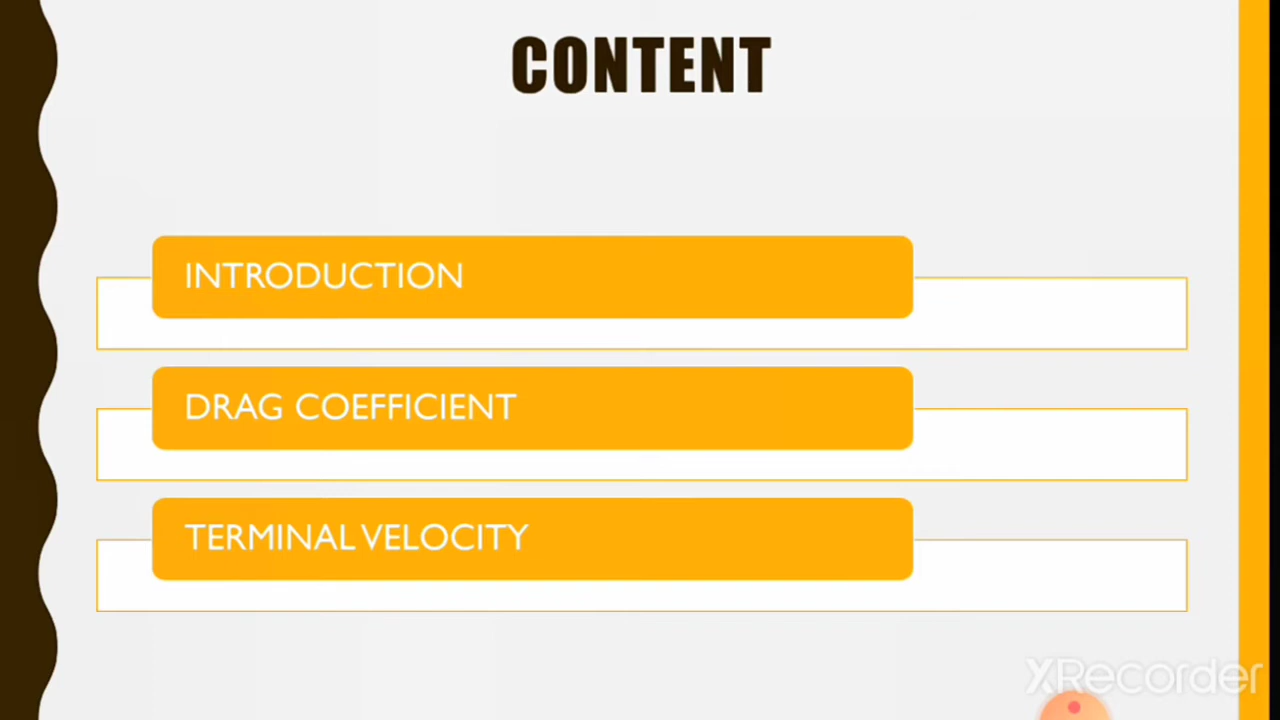 CONTENT
INTRODUCTION
DRAG COEFFICIENT
TERMINAL VELOCITY
XRecorder